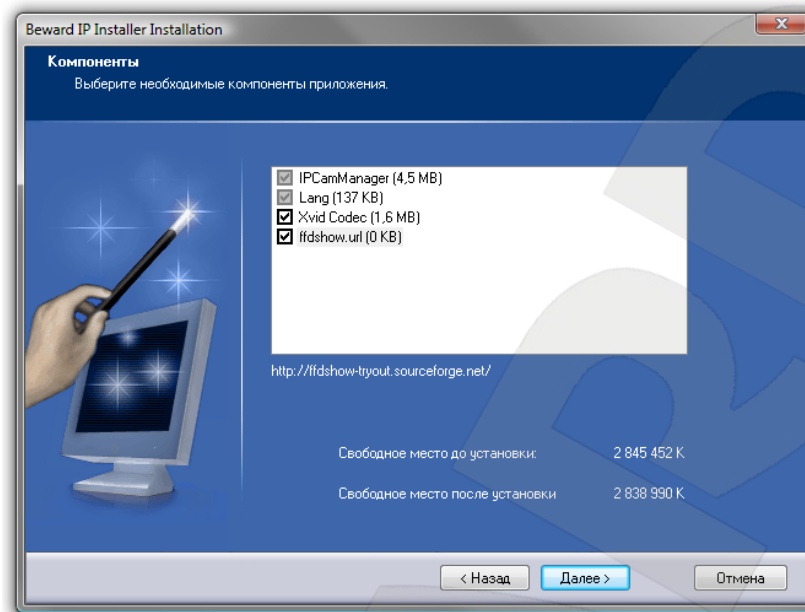 Beward IP Installer Installation
Компоненты
Выберите необходимые компоненты приложения.
IPCamManager (4,5 MB)
Lang (137 KB)
Xvid Codec (1,6 MB)
ffdshow.url (0 KB)
http://ffdshow-tryout.sourceforge.net/
Свободное место до установки: 2 845 452 K
Свободное место после установки 2 838 990 K
< Назад Далее > Отмена